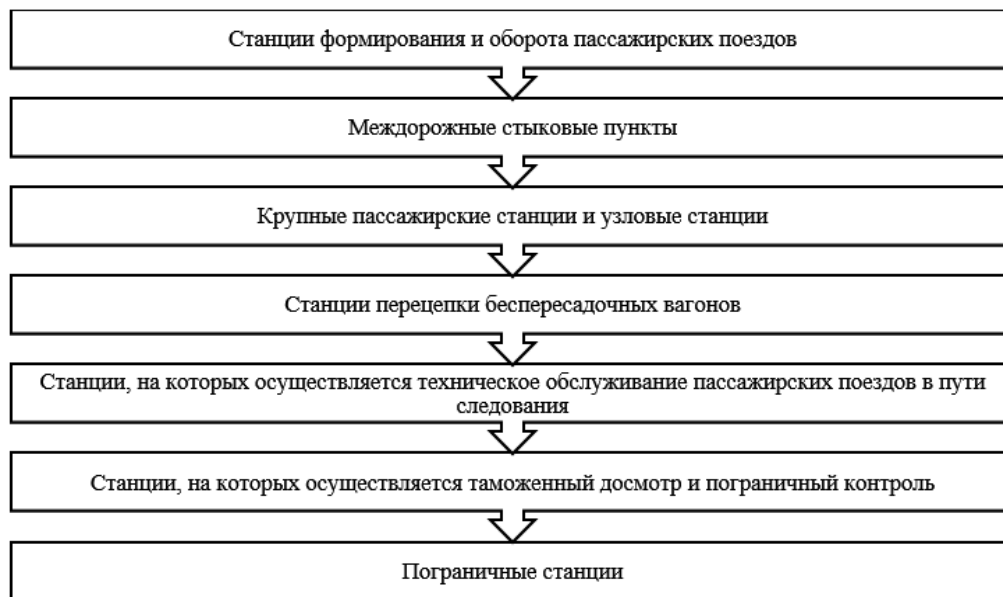 Станции формирования и оборота пассажирских поездов
Междорожные стыковые пункты
Крупные пассажирские станции и узловые станции
Станции перецепки беспересадочных вагонов
Станции, на которых осуществляется техническое обслуживание пассажирских поездов в пути
следования
Станции, на которых осуществляется таможенный досмотр и пограничный контроль
Пограничные станции